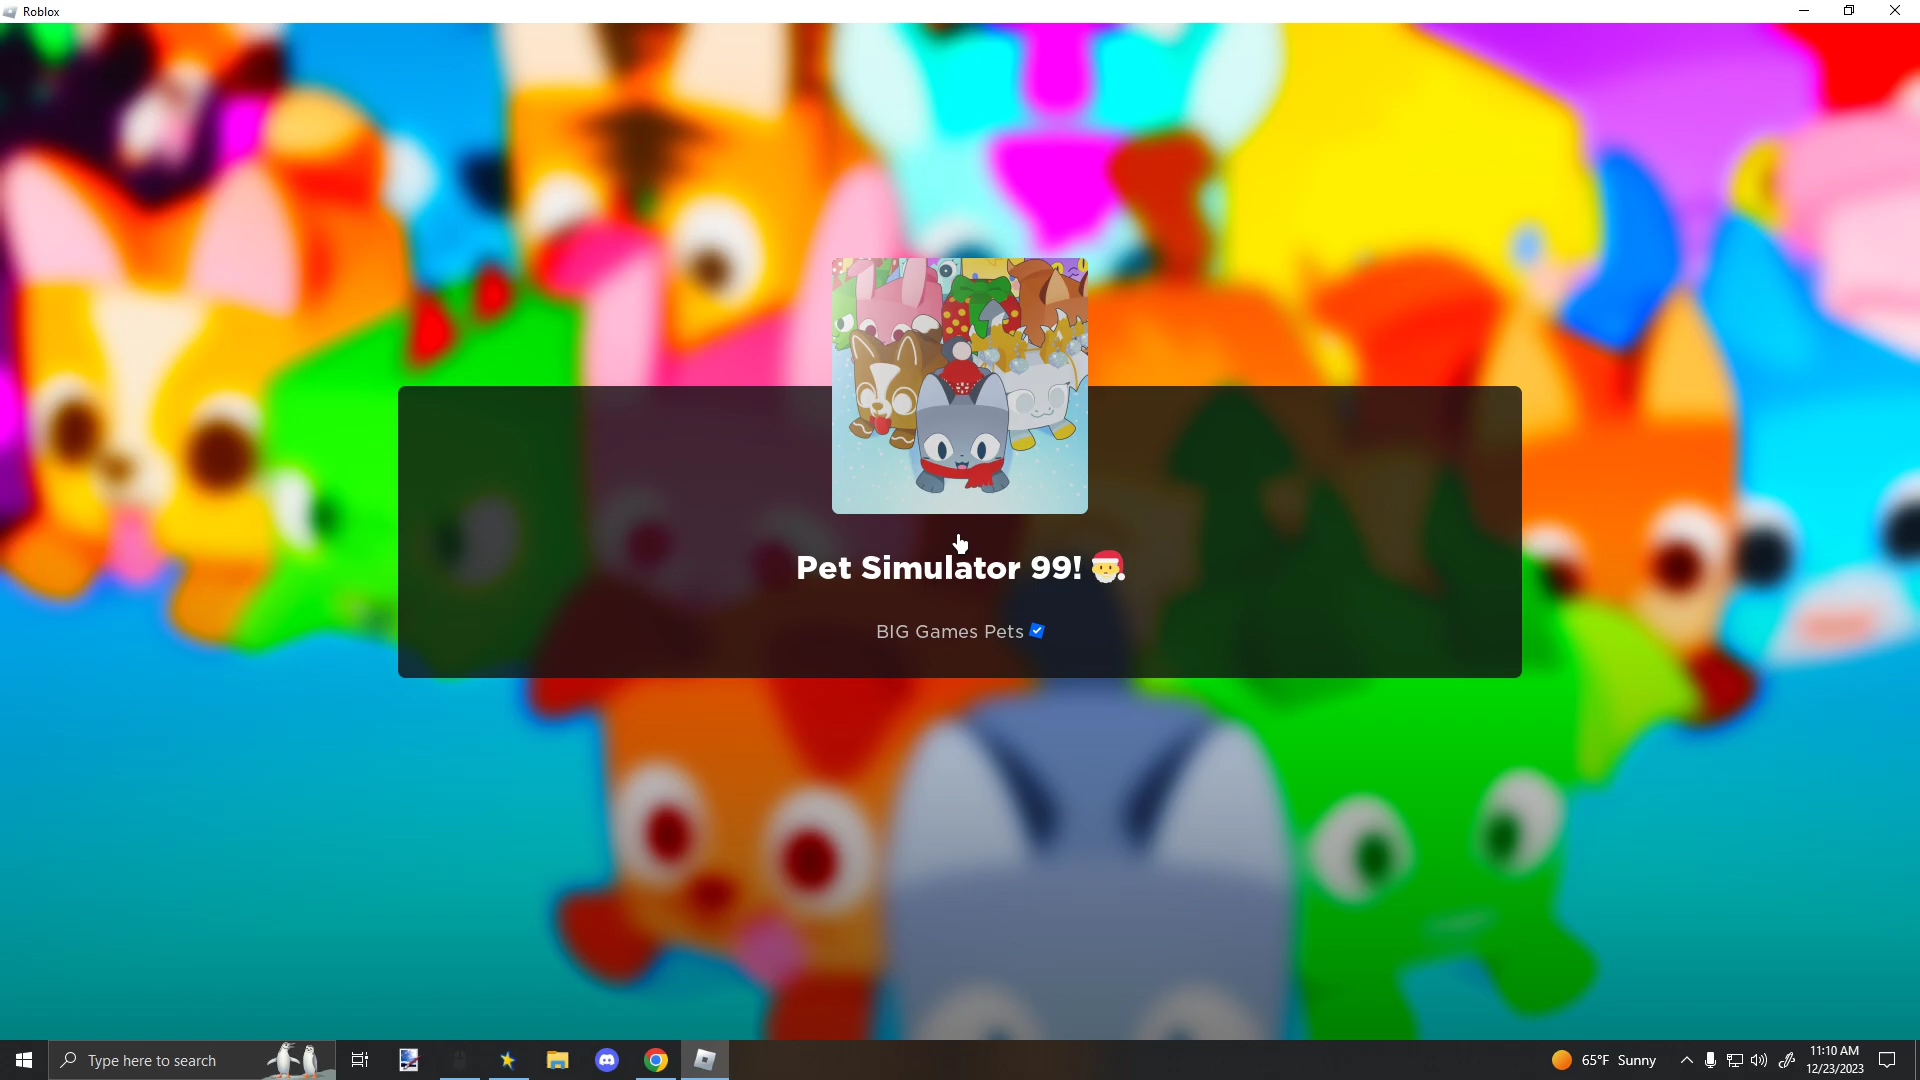 Roblox
Pet Simulator 99! 🎅
BIG Games Pets
Type here to search
65°F Sunny
11:10 AM
12/23/2023